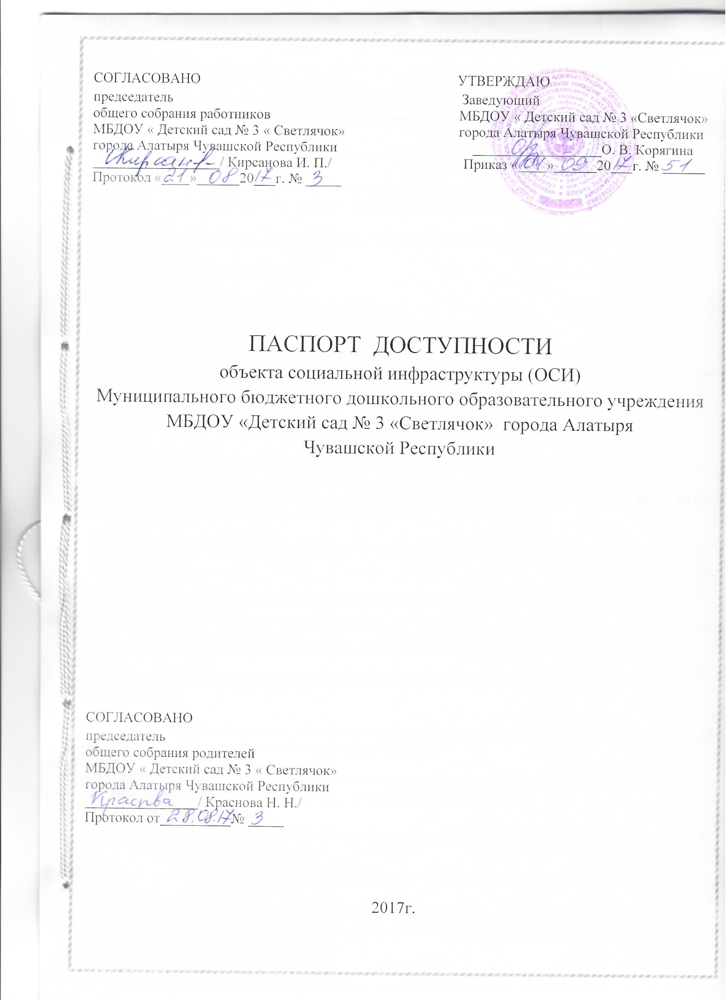 СОГЛАСОВАНО
председатель
общего собрания работников
МБДОУ « Детский сад № 3 « Светлячок»
города Алатыря Чувашской Республики
/ Кирсанова И. П./
Протокол «21» 08 2017 г. № 3
УТВЕРЖДАЮ
Заведующий
МБДОУ « Детский сад № 3 «Светлячок»
города Алатыря Чувашской Республики
О. В. Корягина
Приказ «04» 09 2017 г. № 51
ПАСПОРТ ДОСТУПНОСТИ
объекта социальной инфраструктуры (ОСИ)
Муниципального бюджетного дошкольного образовательного учреждения
МБДОУ «Детский сад № 3 «Светлячок» города Алатыря
Чувашской Республики
СОГЛАСОВАНО
председатель
общего собрания родителей
МБДОУ « Детский сад № 3 « Светлячок»
города Алатыря Чувашской Республики
/ Краснова Н. Н./
Протокол от 28.08.17 № 3
2017г.